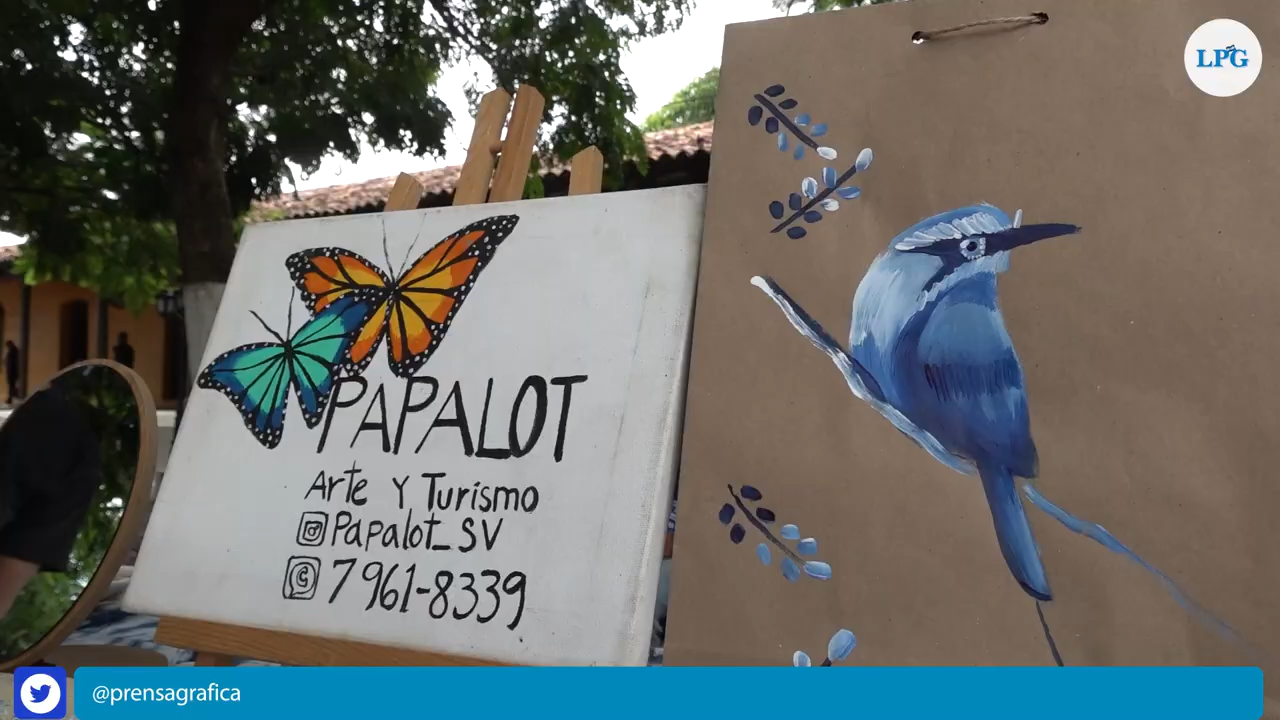 LPG
PAPALOT
Arte Y Turismo
Papalot_SV
7961-8339
@prensagrafica